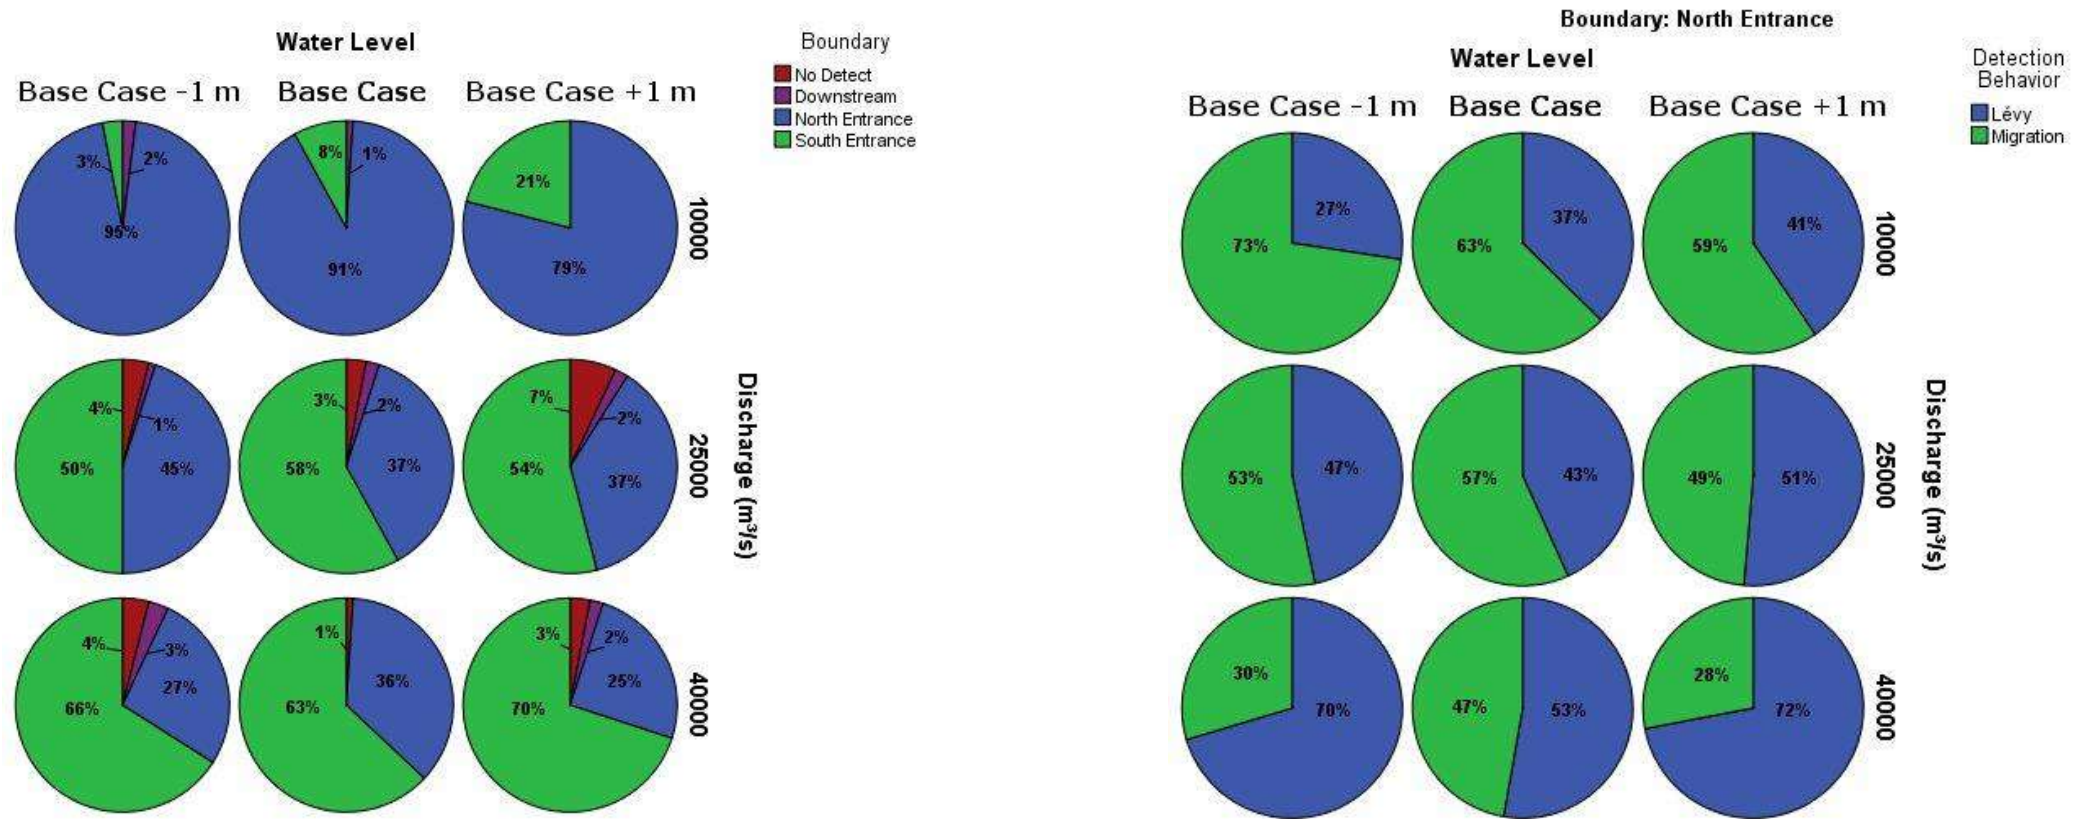 Water Level
Base Case -1 m Base Case Base Case +1 m
Boundary
No Detect
Downstream
North Entrance
South Entrance
3% 2% 95%
8% 1% 91%
21% 79%
10000
4% 1% 50% 45%
3% 2% 58% 37%
7% 2% 54% 37%
25000
4% 3% 27% 66%
1% 36% 63%
3% 2% 25% 70%
40000
Discharge (m³/s)
Boundary: North Entrance
Water Level
Base Case -1 m Base Case Base Case +1 m
Detection
Behavior
Lévy
Migration
27% 73%
37% 63%
41% 59%
10000
53% 47%
57% 43%
49% 51%
25000
30% 70%
47% 53%
28% 72%
40000
Discharge (m³/s)